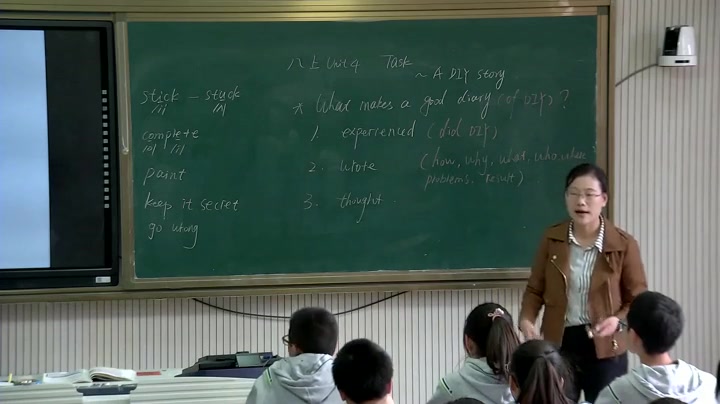 八上 Unit 4 Task
~ A DIY story
stick - stuck
/ɪ/ /ʌ/
complete
/ə/ /iː/
paint
keep it secret
go wrong
* What makes a good diary (of DIY) ?
1. experienced (did DIY)
2. wrote (how, why, what, who, where
problems, result)
3. thought